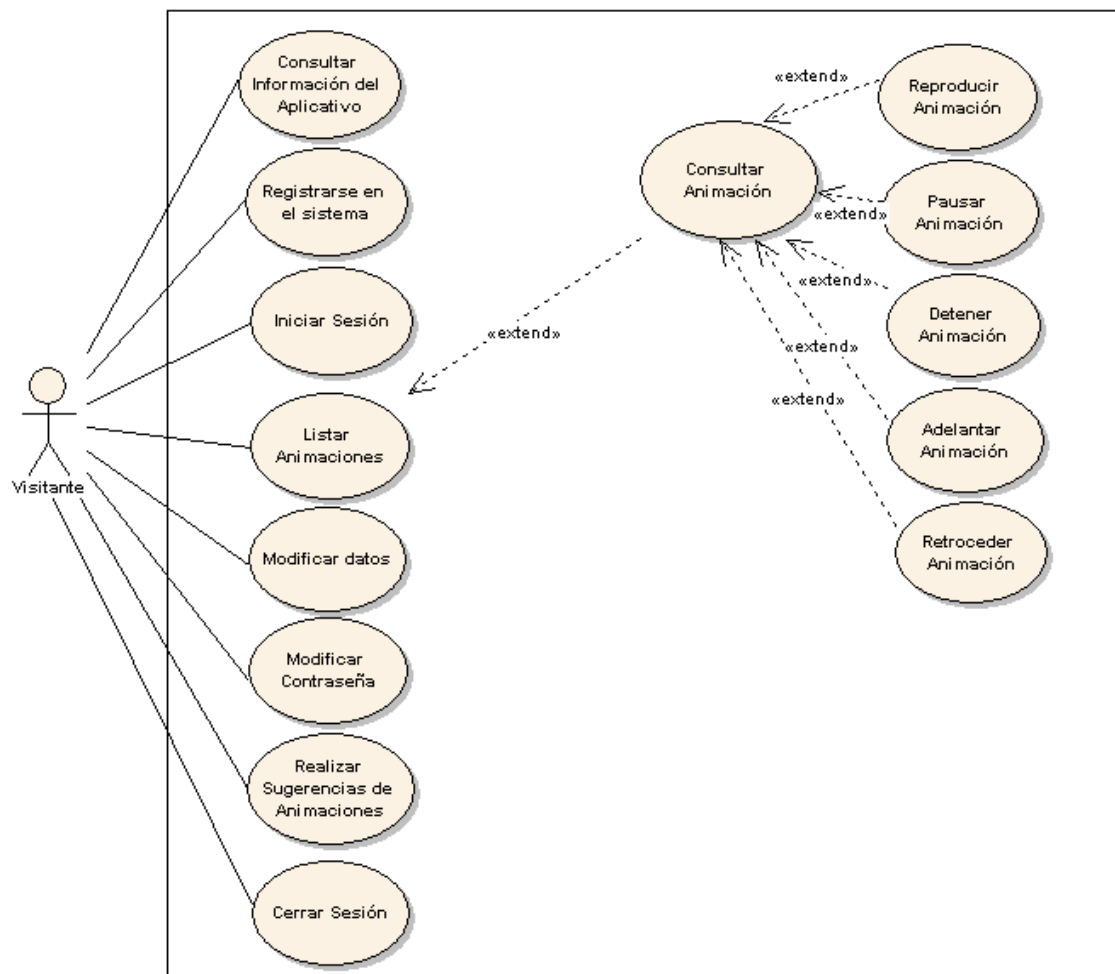 Consultar
Información del
Aplicativo
Registrarse en
el sistema
Iniciar Sesión
Listar
Animaciones
Modificar datos
Modificar
Contraseña
Realizar
Sugerencias de
Animaciones
Cerrar Sesión
Visitante
Consultar
Animación
«extend»
«extend»
«extend»
«extend»
«extend»
«extend»
Reproducir
Animación
Pausar
Animación
Detener
Animación
Adelantar
Animación
Retroceder
Animación